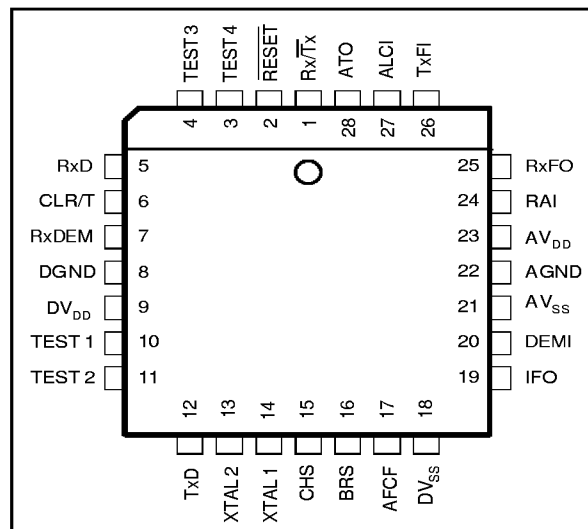 TEST 3
TEST 4
RESET
Rx/Tx
ATO
ALCI
TxFI
4
3
2
1
28
27
26
RxD
5
25
RxFO
CLR/T
6
24
RAI
RxDEM
7
23
AVDD
DGND
8
22
AGND
DVDD
9
21
AVSS
TEST 1
10
20
DEMI
TEST 2
11
19
IFO
12
13
14
15
16
17
18
TxD
XTAL 2
XTAL 1
CHS
BRS
AFCF
DVSS